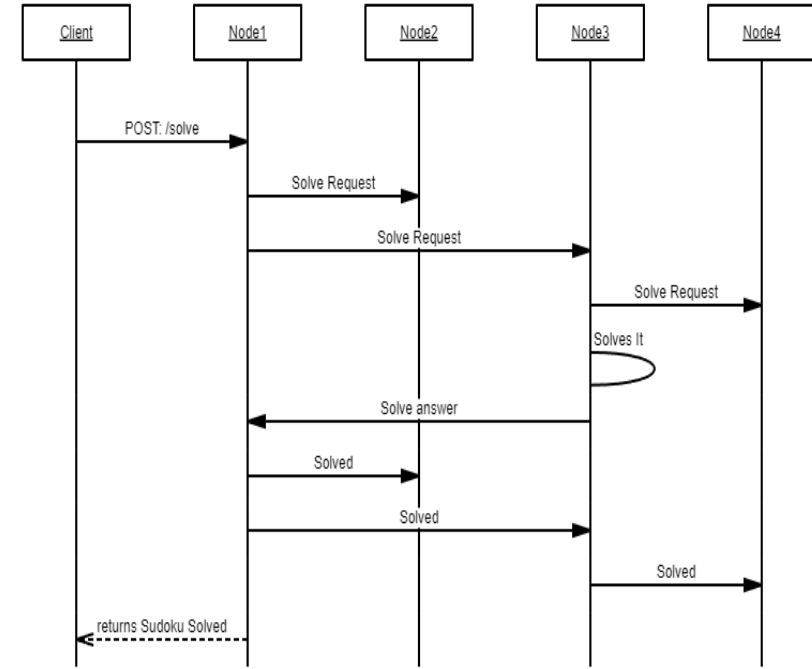 Client
Node1
Node2
Node3
Node4
POST: /solve
Solve Request
Solve Request
Solve Request
Solves It
Solve answer
Solved
Solved
Solved
returns Sudoku Solved